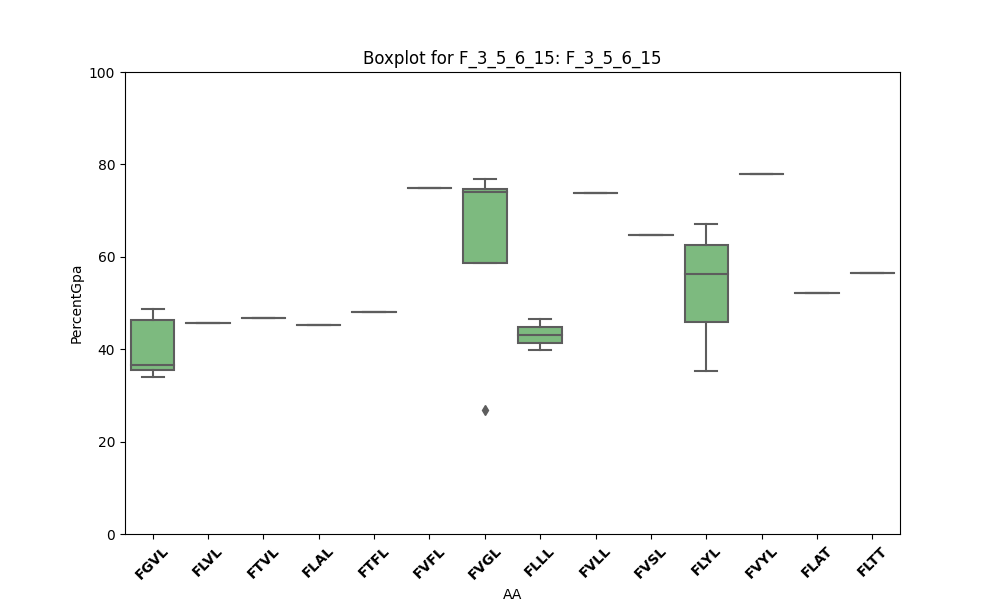 Boxplot for F_3_5_6_15: F_3_5_6_15
100
80
60
40
20
0
PercentGpa
FGVL FLVL FTVL FLAL FTFL FVFL FVGL FLLL FVLL FVSL FLYL FVYL FLAT FLTT
AA